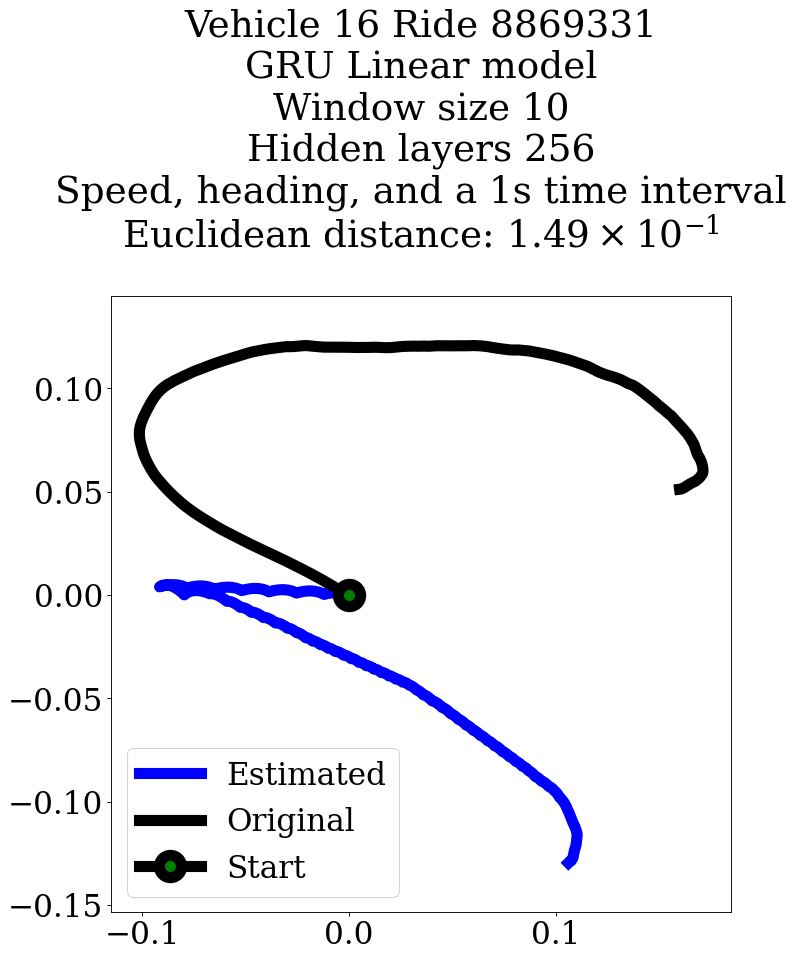 Vehicle 16 Ride 8869331
GRU Linear model
Window size 10
Hidden layers 256
Speed, heading, and a 1s time interval
Euclidean distance: 1.49 × 10⁻¹
0.10
0.05
0.00
−0.05
−0.10
−0.15
Estimated
Original
Start
−0.1
0.0
0.1